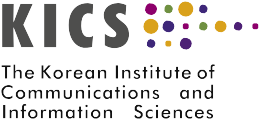 KICS
The Korean Institute of
Communications and
Information Sciences